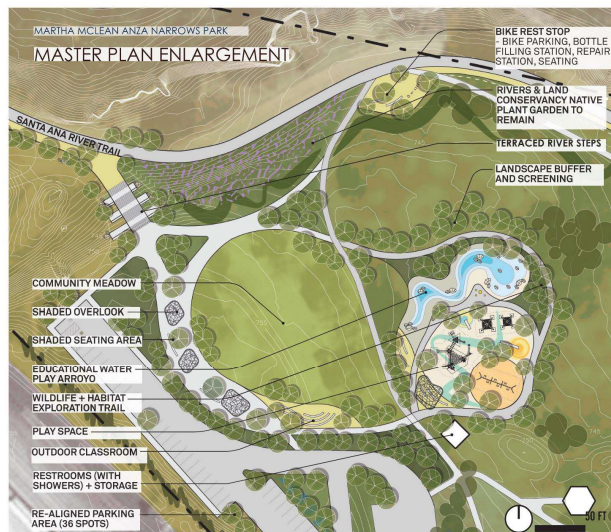 MARTHA MCLEAN ANZA NARROWS PARK
MASTER PLAN ENLARGEMENT
BIKE REST STOP
- BIKE PARKING, BOTTLE
FILLING STATION, REPAIR
STATION, SEATING
RIVERS & LAND
CONSERVANCY NATIVE
PLANT GARDEN TO
REMAIN
SANTA ANA RIVER TRAIL
TERRACED RIVER STEPS
LANDSCAPE BUFFER
AND SCREENING
COMMUNITY MEADOW
SHADED OVERLOOK
SHADED SEATING AREA
EDUCATIONAL WATER
PLAY ARROYO
WILDLIFE + HABITAT
EXPLORATION TRAIL
PLAY SPACE
OUTDOOR CLASSROOM
RESTROOMS (WITH
SHOWERS) + STORAGE
RE-ALIGNED PARKING
AREA (36 SPOTS)
745
50 FT